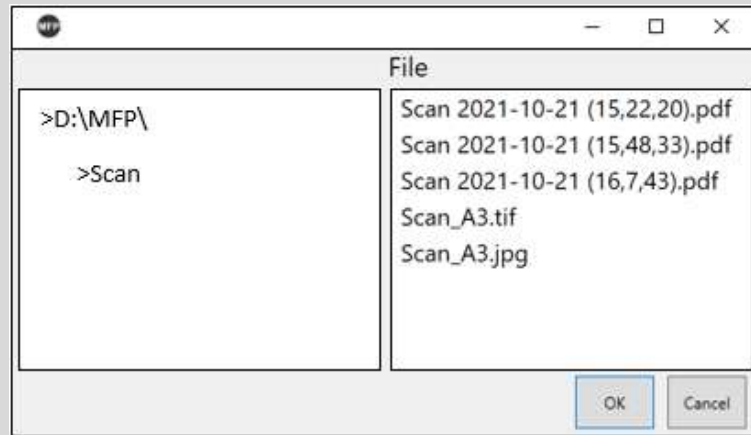 MFP
File
>D:\MFP\
>Scan
Scan 2021-10-21 (15,22,20).pdf
Scan 2021-10-21 (15,48,33).pdf
Scan 2021-10-21 (16,7,43).pdf
Scan_A3.tif
Scan_A3.jpg
OK
Cancel